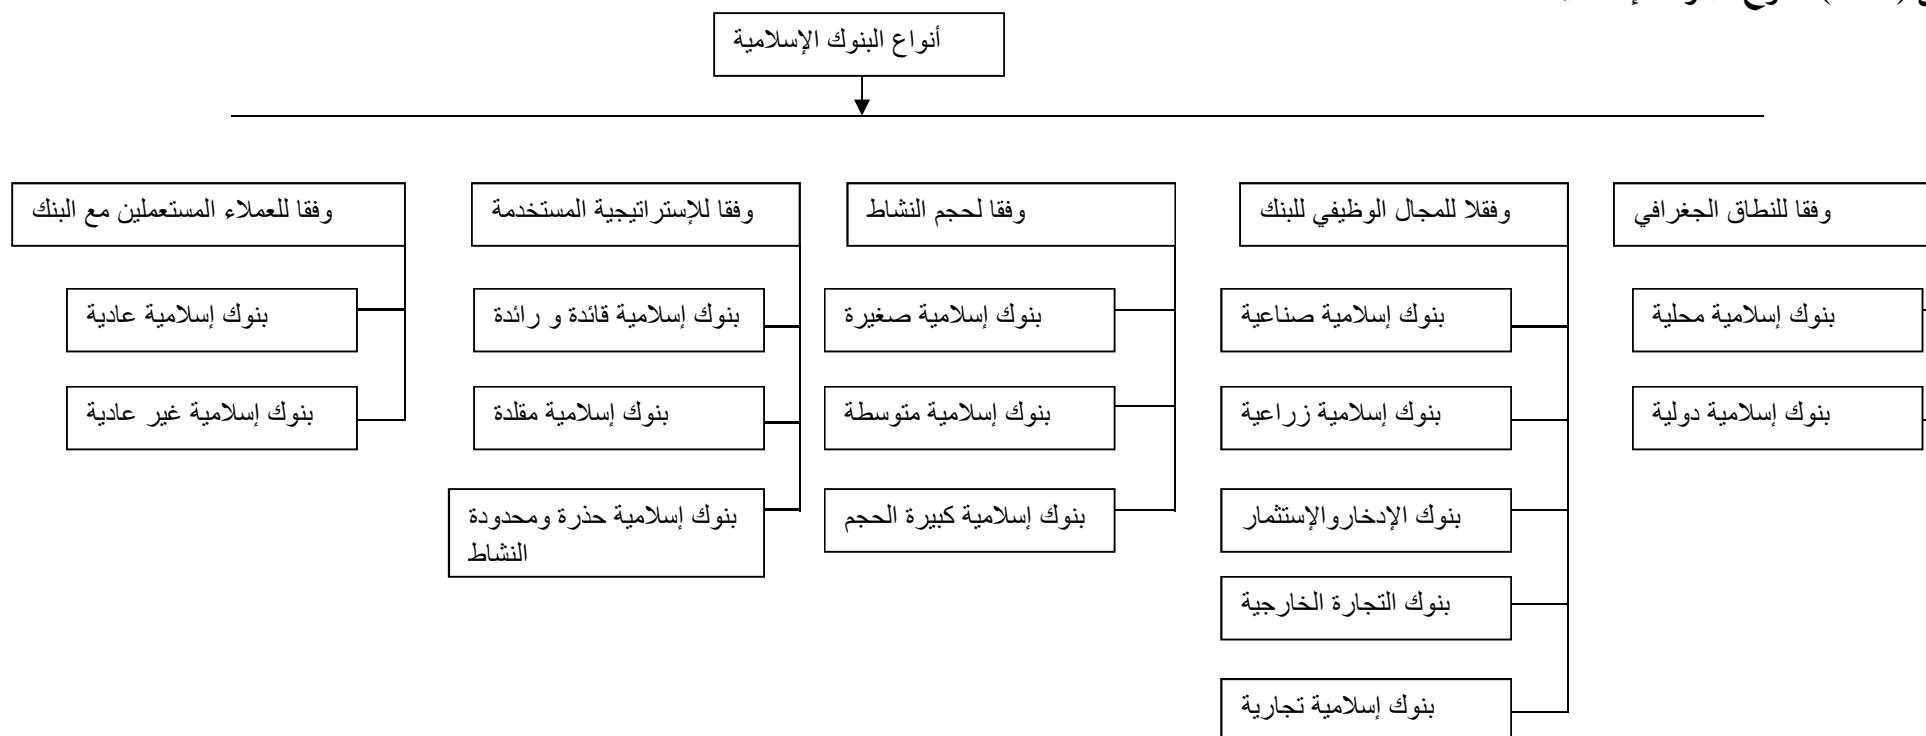 أنواع البنوك الإسلامية
وفقا للنطاق الجغرافي
وفقلا للمجال الوظيفي للبنك
وفقا لحجم النشاط
وفقا للإستراتيجية المستخدمة
وفقا للعملاء المستعملين مع البنك
بنوك إسلامية محلية
بنوك إسلامية صناعية
بنوك إسلامية صغيرة
بنوك إسلامية قائدة و رائدة
بنوك إسلامية عادية
بنوك إسلامية دولية
بنوك إسلامية زراعية
بنوك إسلامية متوسطة
بنوك إسلامية مقلدة
بنوك إسلامية غير عادية
بنوك الإدخاروالإستثمار
بنوك إسلامية كبيرة الحجم
بنوك إسلامية حذرة ومحدودة
النشاط
بنوك التجارة الخارجية
بنوك إسلامية تجارية